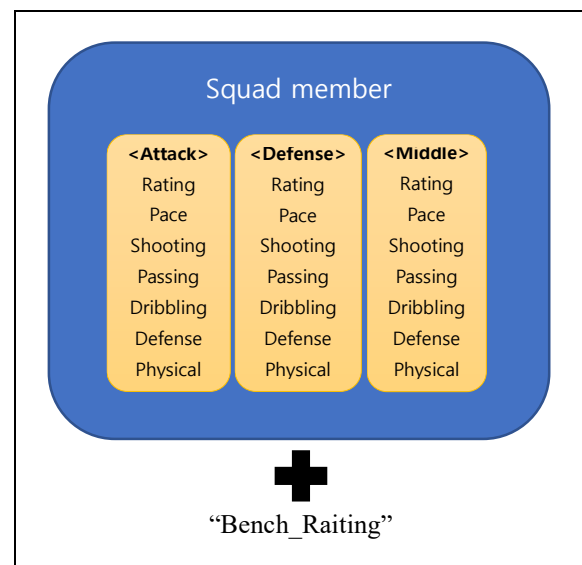 Squad member
<Attack> <Defense> <Middle>
Rating Rating Rating
Pace Pace Pace
Shooting Shooting Shooting
Passing Passing Passing
Dribbling Dribbling Dribbling
Defense Defense Defense
Physical Physical Physical
“Bench_Raiting”